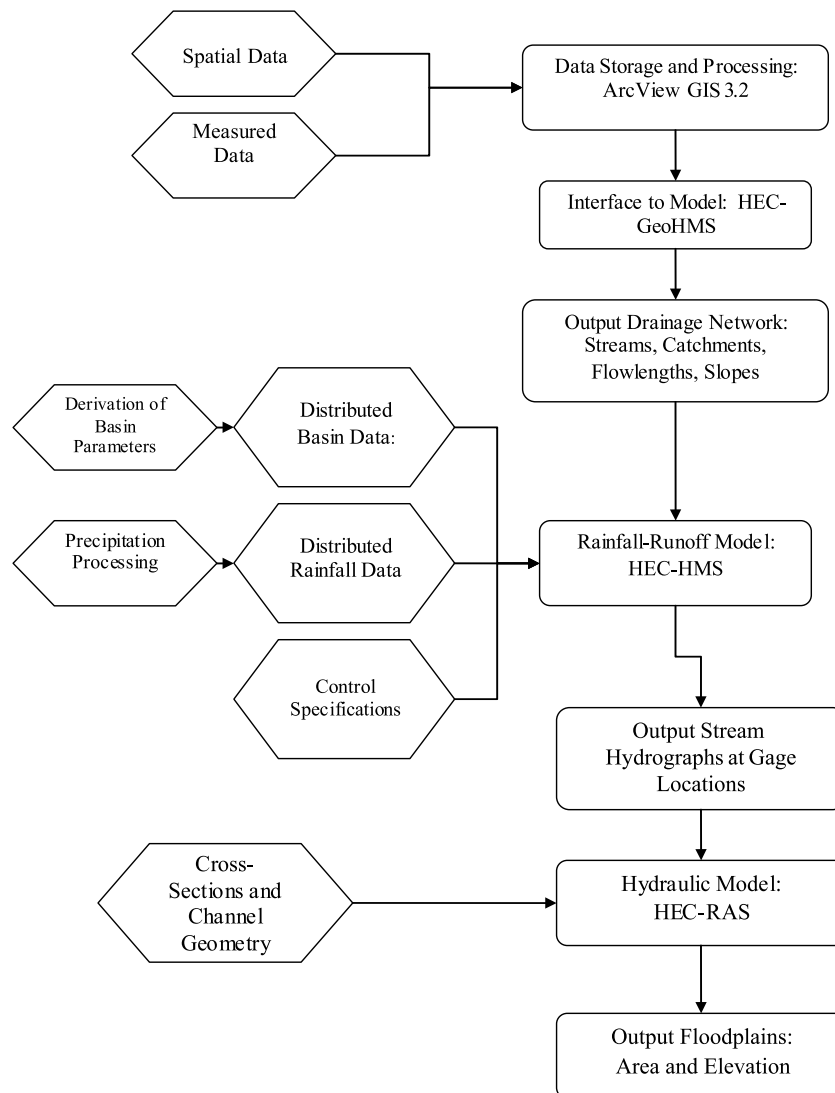 Spatial Data
Data Storage and Processing:
ArcView GIS 3.2
Measured
Data
Interface to Model:  HEC-
GeoHMS
Output Drainage Network:
Streams, Catchments,
Flowlengths, Slopes
Derivation of
Basin
Parameters
Distributed
Basin Data:
Precipitation
Processing
Distributed
Rainfall Data
Rainfall-Runoff Model:
HEC-HMS
Control
Specifications
Output Stream
Hydrographs at Gage
Locations
Cross-
Sections and
Channel
Geometry
Hydraulic Model:
HEC-RAS
Output Floodplains:
Area and Elevation